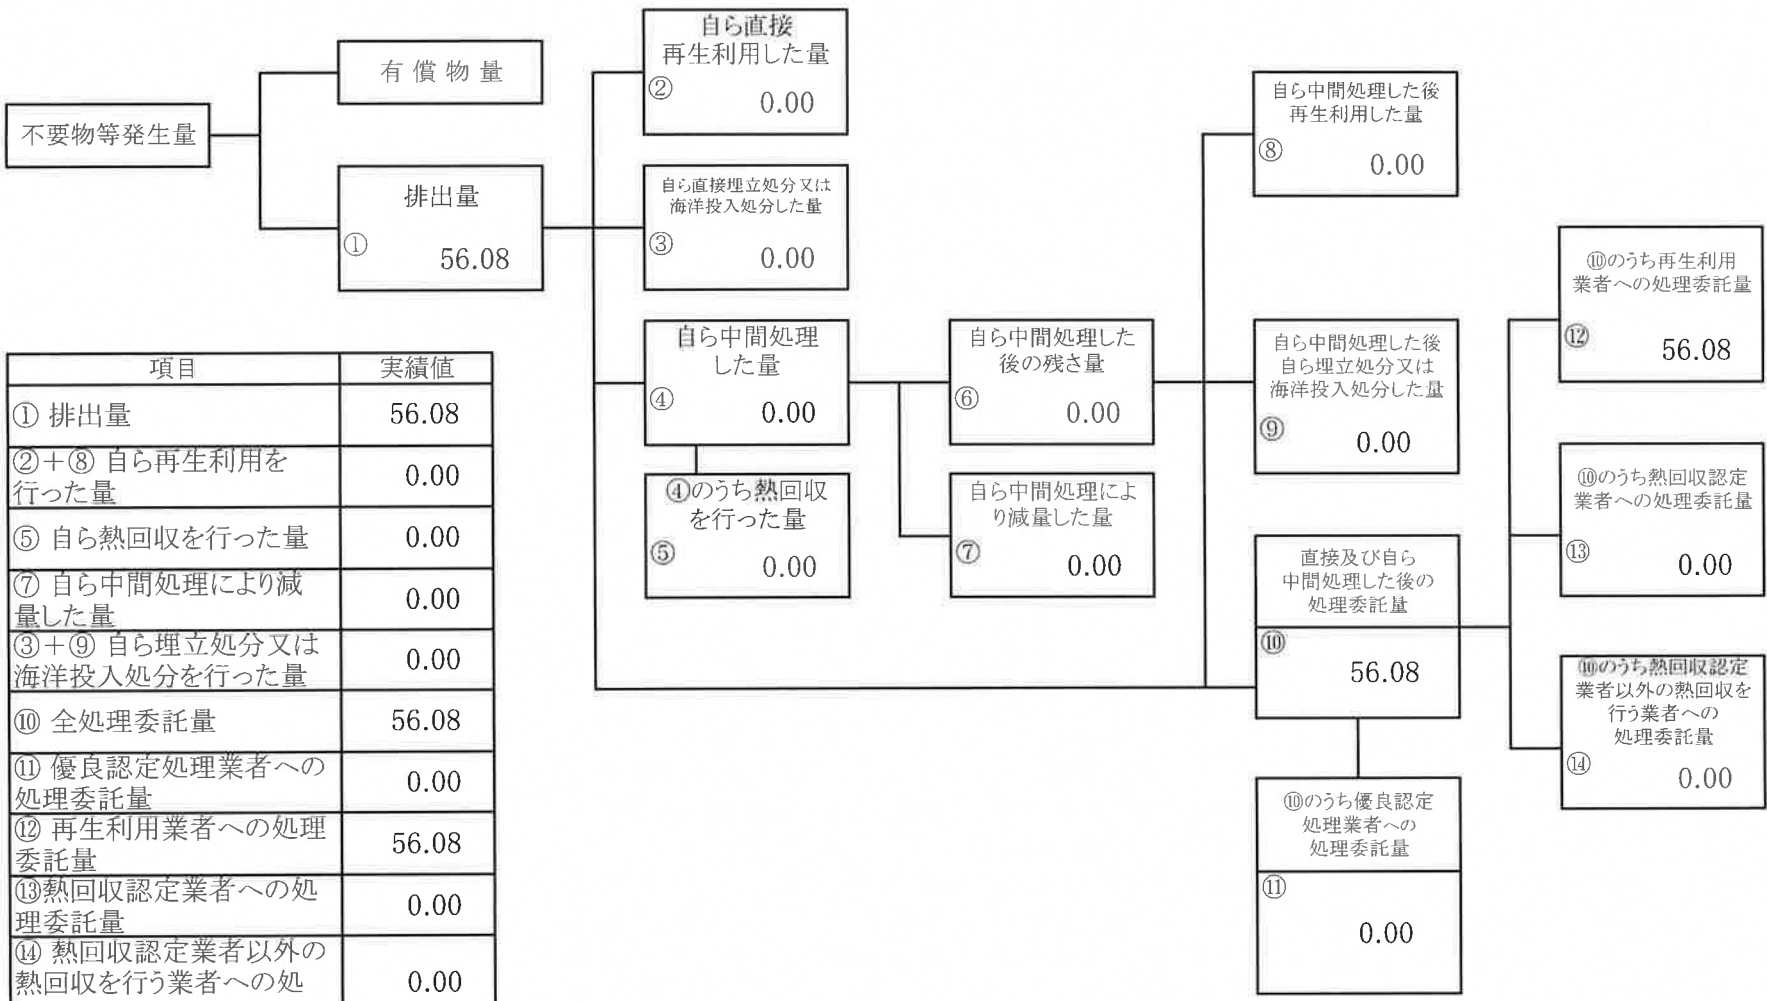 不要物等発生量
有償物量
排出量
①
56.08
自ら直接
再生利用した量
②
0.00
自ら直接埋立処分又は
海洋投入処分した量
③
0.00
自ら中間処理
した量
④
0.00
④のうち熱回収
を行った量
⑤
0.00
自ら中間処理した
後の残さ量
⑥
0.00
自ら中間処理によ
り減量した量
⑦
0.00
自ら中間処理した後
再生利用した量
⑧
0.00
自ら中間処理した後
自ら埋立処分又は
海洋投入処分した量
⑨
0.00
直接及び自ら
中間処理した後の
処理委託量
⑩
56.08
⑩のうち優良認定
処理業者への
処理委託量
⑪
0.00
⑩のうち再生利用
業者への処理委託量
⑫
56.08
⑩のうち熱回収認定
業者への処理委託量
⑬
0.00
⑩のうち熱回収認定
業者以外の熱回収を
行う業者への
処理委託量
⑭
0.00
項目 実績値
① 排出量 56.08
②＋⑧ 自ら再生利用を
行った量 0.00
⑤ 自ら熱回収を行った量 0.00
⑦ 自ら中間処理により減
量した量 0.00
③＋⑨ 自ら埋立処分又は
海洋投入処分を行った量 0.00
⑩ 全処理委託量 56.08
⑪ 優良認定処理業者への
処理委託量 0.00
⑫ 再生利用業者への処理
委託量 56.08
⑬熱回収認定業者への処
理委託量 0.00
⑭ 熱回収認定業者以外の
熱回収を行う業者への処 0.00